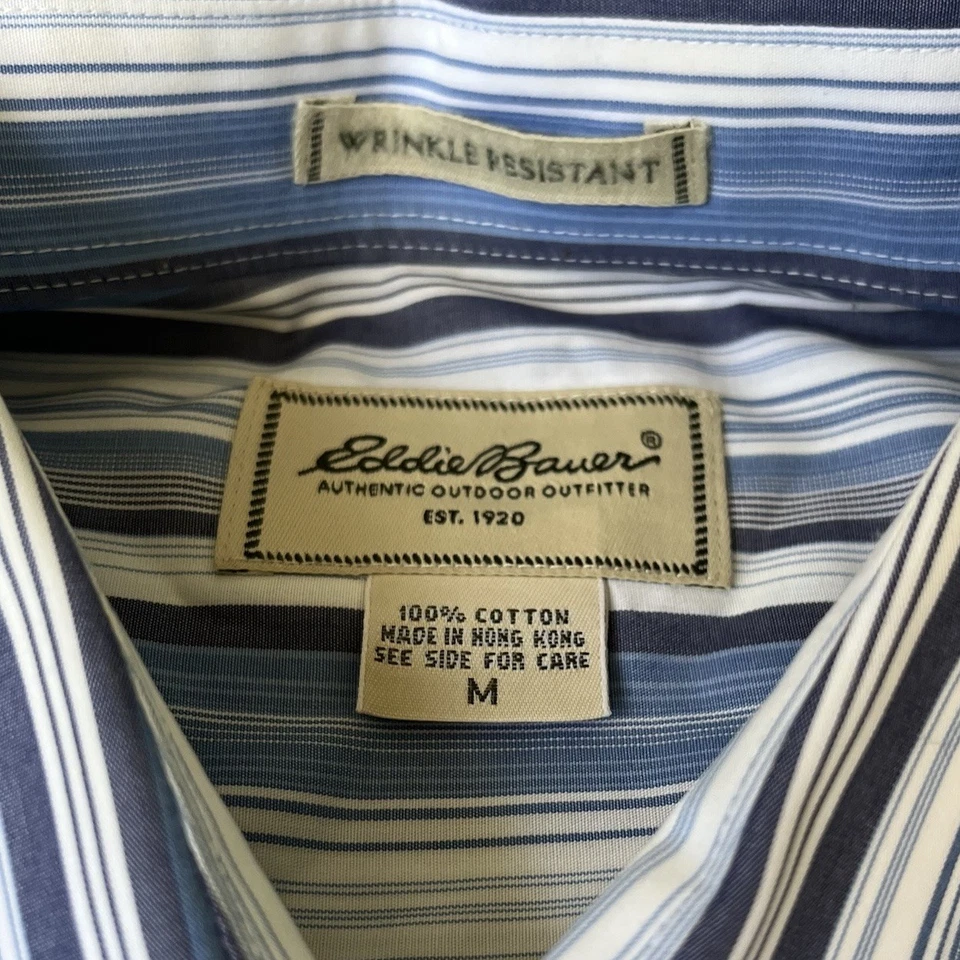 WRINKLE RESISTANT
Eddie Bauer®
AUTHENTIC OUTDOOR OUTFITTER
EST. 1920
100% COTTON
MADE IN HONG KONG
SEE SIDE FOR CARE
M